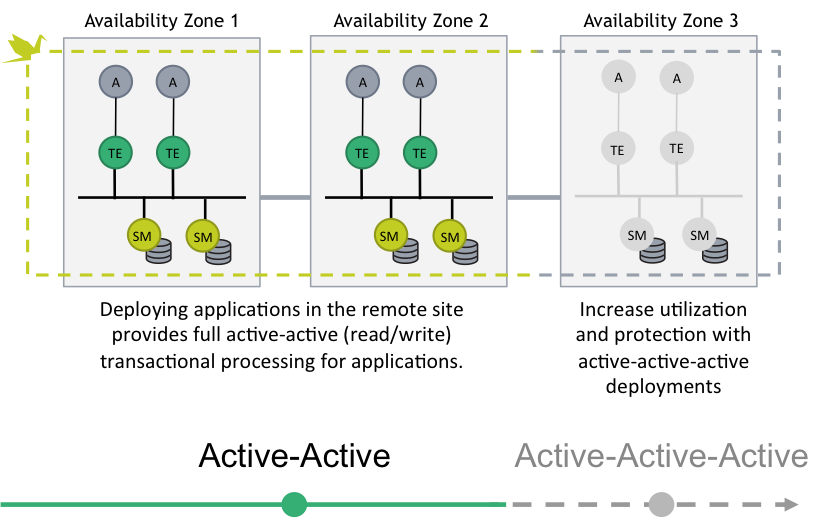 Availability Zone 1
Availability Zone 2
Availability Zone 3
A A A A A A
TE TE TE TE TE TE
SM SM SM SM SM SM
Deploying applications in the remote site
provides full active-active (read/write)
transactional processing for applications.
Increase utilization
and protection with
active-active-active
deployments
Active-Active
Active-Active-Active